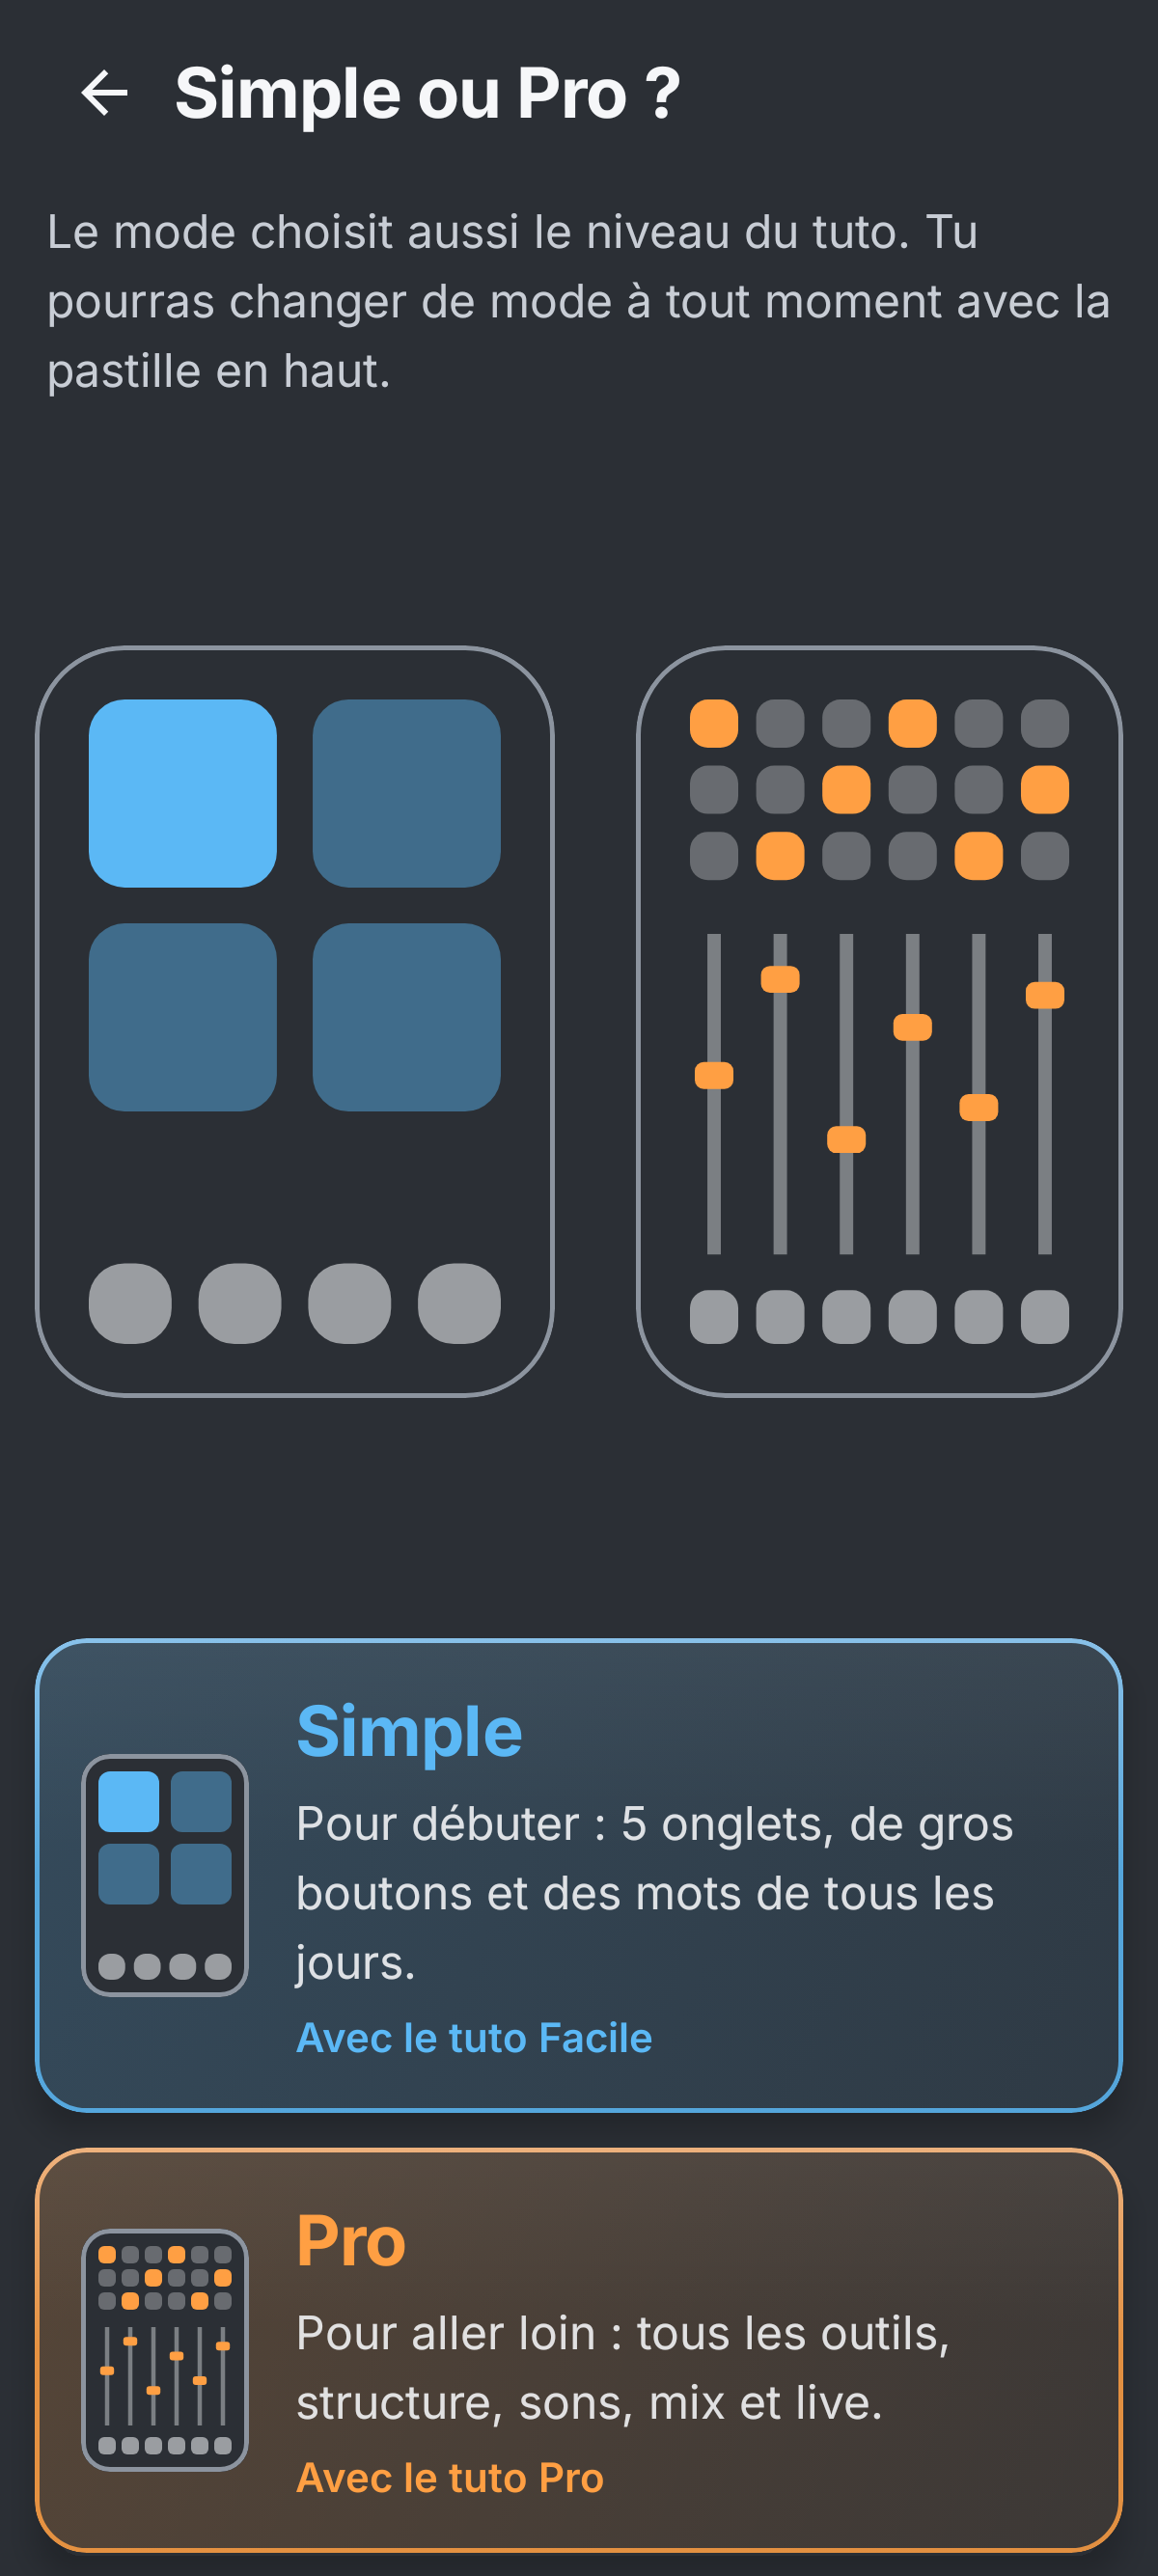 Simple ou Pro ?
Le mode choisit aussi le niveau du tuto. Tu
pourras changer de mode à tout moment avec la
pastille en haut.
Simple
Pour débuter : 5 onglets, de gros
boutons et des mots de tous les
jours.
Avec le tuto Facile
Pro
Pour aller loin : tous les outils,
structure, sons, mix et live.
Avec le tuto Pro